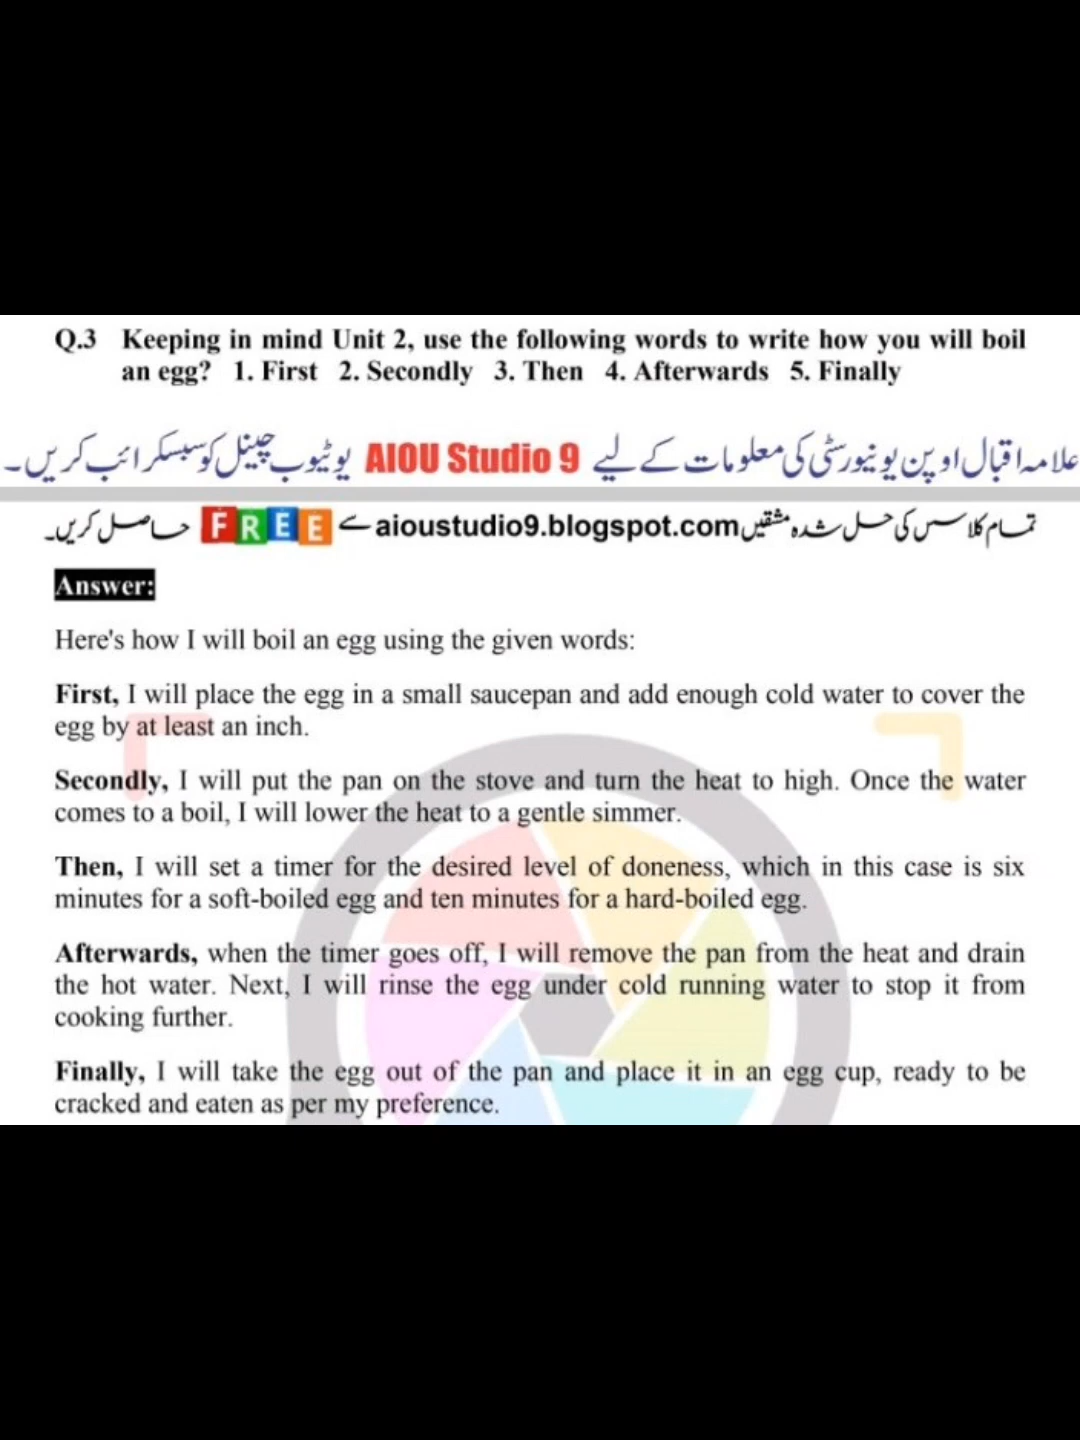 Q.3 Keeping in mind Unit 2, use the following words to write how you will boil
an egg? 1. First 2. Secondly 3. Then 4. Afterwards 5. Finally
علامہ اقبال اوپن یونیورسٹی کی معلومات کے لیے AIOU Studio 9 یوٹیوب چینل کو سبسکرائب کریں۔
تمام کلاسس کی حل شدہ مشقیں aioustudio9.blogspot.com سے FREE حاصل کریں۔
Answer:
Here's how I will boil an egg using the given words:
First, I will place the egg in a small saucepan and add enough cold water to cover the
egg by at least an inch.
Secondly, I will put the pan on the stove and turn the heat to high. Once the water
comes to a boil, I will lower the heat to a gentle simmer.
Then, I will set a timer for the desired level of doneness, which in this case is six
minutes for a soft-boiled egg and ten minutes for a hard-boiled egg.
Afterwards, when the timer goes off, I will remove the pan from the heat and drain
the hot water. Next, I will rinse the egg under cold running water to stop it from
cooking further.
Finally, I will take the egg out of the pan and place it in an egg cup, ready to be
cracked and eaten as per my preference.